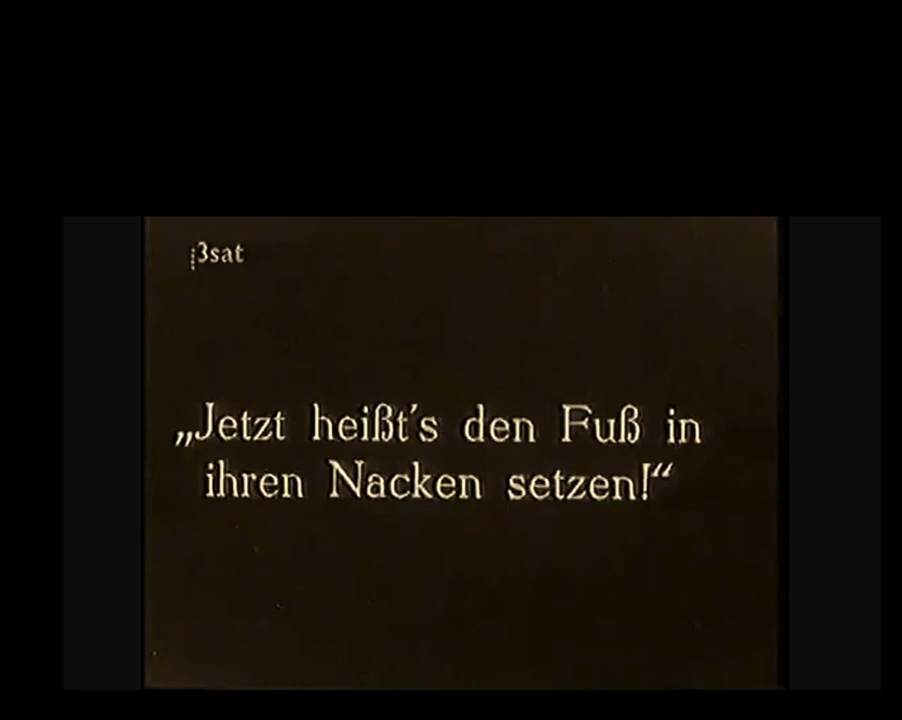 3sat
„Jetzt heißt's den Fuß in
ihren Nacken setzen!“